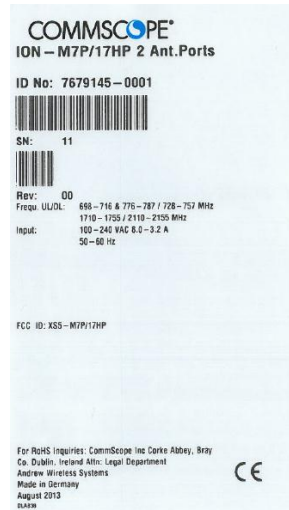 COMMSCOPE®
ION-M7P/17HP 2 Ant.Ports
ID No: 7679145-0001
SN: 11
Rev: 00
Frequ. UL/DL: 698-716 & 776-787 / 728-757 MHz
1710-1755 / 2110-2155 MHz
Input: 100-240 VAC 8.0-3.2 A
50-60 Hz
FCC ID: XS5-M7P/17HP
For RoHS Inquiries: CommScope Inc Corke Abbey, Bray
Co. Dublin. Ireland Attn: Legal Department
Andrew Wireless Systems
Made in Germany
August 2013
CE